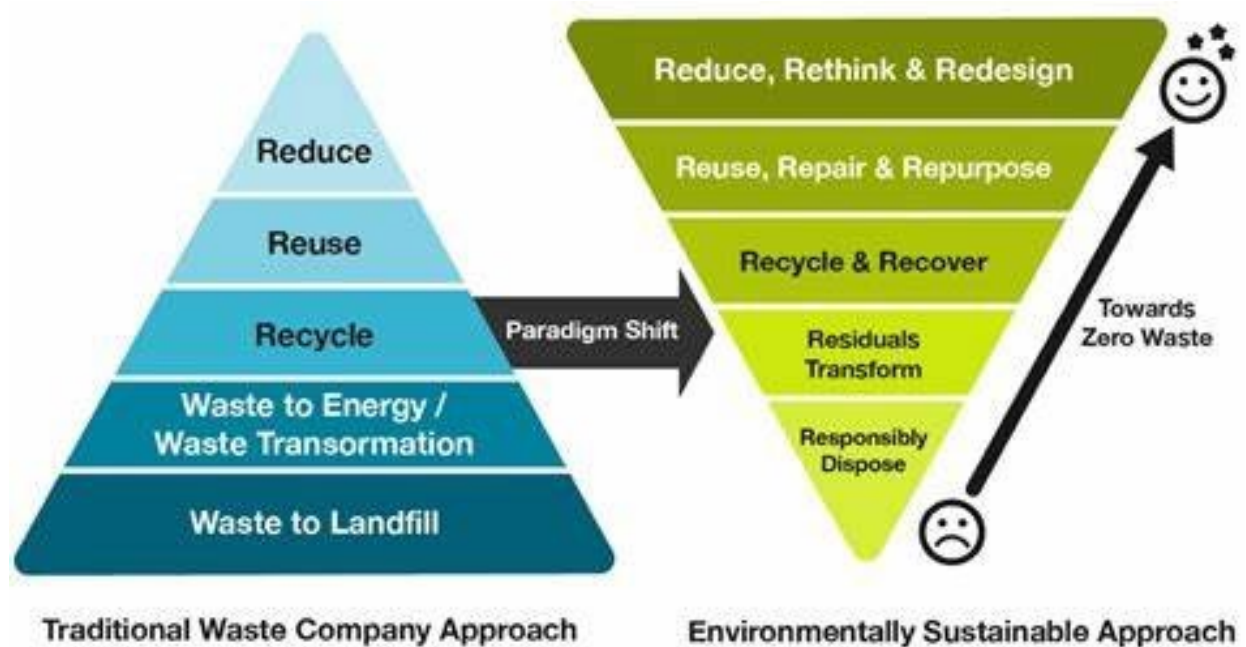 Reduce
Reuse
Recycle
Waste to Energy /
Waste Transormation
Waste to Landfill
Traditional Waste Company Approach
Paradigm Shift
Reduce, Rethink & Redesign
Reuse, Repair & Repurpose
Recycle & Recover
Residuals
Transform
Responsibly
Dispose
Towards
Zero Waste
Environmentally Sustainable Approach